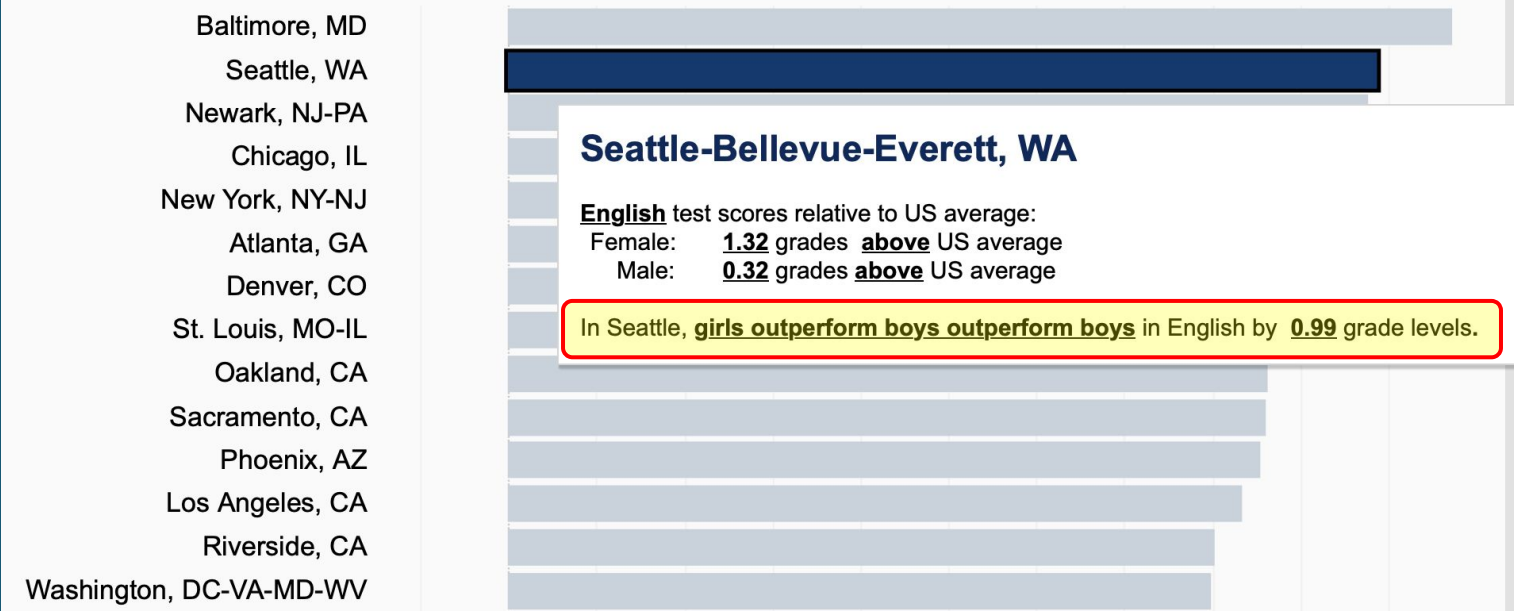 Baltimore, MD
Seattle, WA
Newark, NJ-PA
Chicago, IL
New York, NY-NJ
Atlanta, GA
Denver, CO
St. Louis, MO-IL
Oakland, CA
Sacramento, CA
Phoenix, AZ
Los Angeles, CA
Riverside, CA
Washington, DC-VA-MD-WV
Seattle-Bellevue-Everett, WA
English test scores relative to US average:
Female: 1.32 grades above US average
Male: 0.32 grades above US average
In Seattle, girls outperform boys outperform boys in English by 0.99 grade levels.